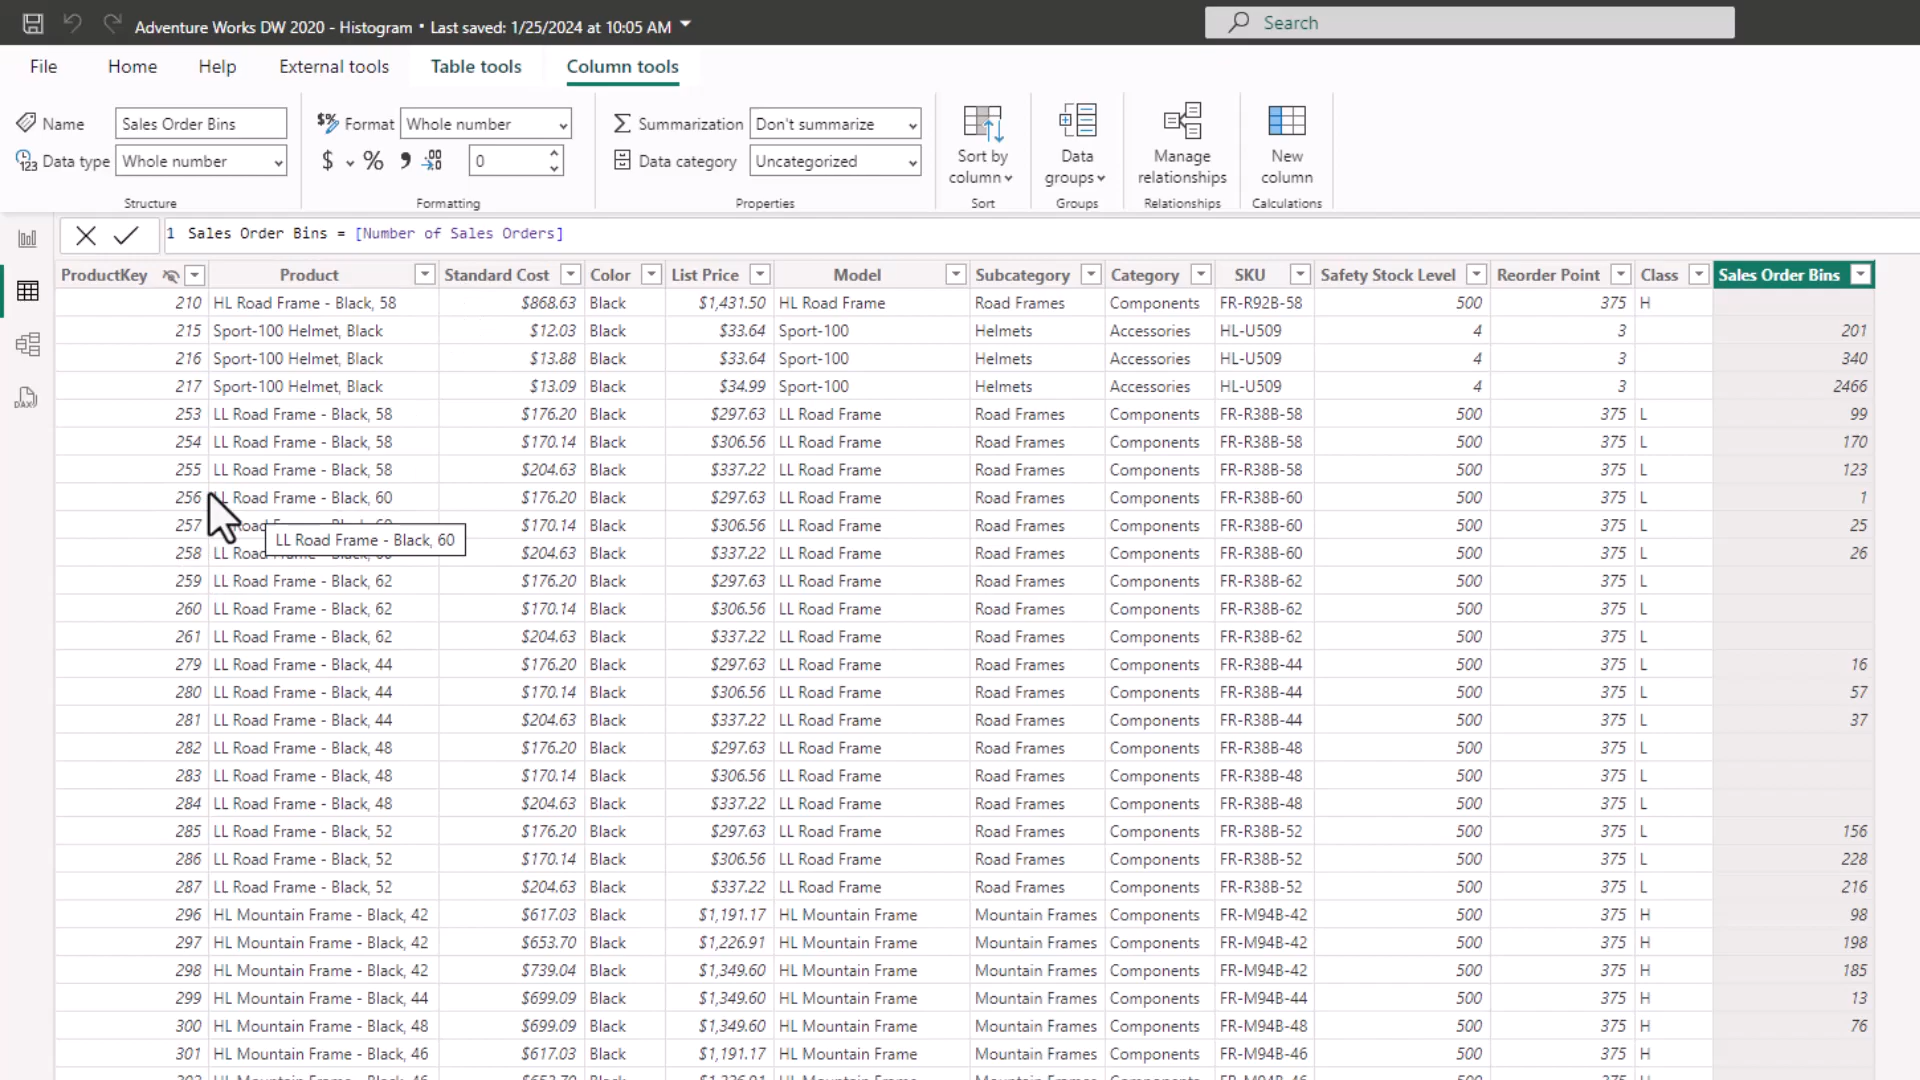 Adventure Works DW 2020 - Histogram • Last saved: 1/25/2024 at 10:05 AM
Search
File Home Help External tools Table tools Column tools
Name Sales Order Bins
Data type Whole number
Structure
Format Whole number
$ % 0
Formatting
Summarization Don't summarize
Data category Uncategorized
Properties
Sort by column
Sort
Data groups
Groups
Manage relationships
Relationships
New column
Calculations
1 Sales Order Bins = [Number of Sales Orders]
ProductKey Product Standard Cost Color List Price Model Subcategory Category SKU Safety Stock Level Reorder Point Class Sales Order Bins
210 HL Road Frame - Black, 58 $868.63 Black $1,431.50 HL Road Frame Road Frames Components FR-R92B-58 500 375 H
215 Sport-100 Helmet, Black $12.03 Black $33.64 Sport-100 Helmets Accessories HL-U509 4 3 201
216 Sport-100 Helmet, Black $13.88 Black $33.64 Sport-100 Helmets Accessories HL-U509 4 3 340
217 Sport-100 Helmet, Black $13.09 Black $34.99 Sport-100 Helmets Accessories HL-U509 4 3 2466
253 LL Road Frame - Black, 58 $176.20 Black $297.63 LL Road Frame Road Frames Components FR-R38B-58 500 375 L 99
254 LL Road Frame - Black, 58 $170.14 Black $306.56 LL Road Frame Road Frames Components FR-R38B-58 500 375 L 170
255 LL Road Frame - Black, 58 $204.63 Black $337.22 LL Road Frame Road Frames Components FR-R38B-58 500 375 L 123
256 LL Road Frame - Black, 60 $176.20 Black $297.63 LL Road Frame Road Frames Components FR-R38B-60 500 375 L 1
257 Road $170.14 Black $306.56 LL Road Frame Road Frames Components FR-R38B-60 500 375 L 25
LL Road Frame - Black, 60
258 LL Road $204.63 Black $337.22 LL Road Frame Road Frames Components FR-R38B-60 500 375 L 26
259 LL Road Frame - Black, 62 $176.20 Black $297.63 LL Road Frame Road Frames Components FR-R38B-62 500 375 L
260 LL Road Frame - Black, 62 $170.14 Black $306.56 LL Road Frame Road Frames Components FR-R38B-62 500 375 L
261 LL Road Frame - Black, 62 $204.63 Black $337.22 LL Road Frame Road Frames Components FR-R38B-62 500 375 L
279 LL Road Frame - Black, 44 $176.20 Black $297.63 LL Road Frame Road Frames Components FR-R38B-44 500 375 L 16
280 LL Road Frame - Black, 44 $170.14 Black $306.56 LL Road Frame Road Frames Components FR-R38B-44 500 375 L 57
281 LL Road Frame - Black, 44 $204.63 Black $337.22 LL Road Frame Road Frames Components FR-R38B-44 500 375 L 37
282 LL Road Frame - Black, 48 $176.20 Black $297.63 LL Road Frame Road Frames Components FR-R38B-48 500 375 L
283 LL Road Frame - Black, 48 $170.14 Black $306.56 LL Road Frame Road Frames Components FR-R38B-48 500 375 L
284 LL Road Frame - Black, 48 $204.63 Black $337.22 LL Road Frame Road Frames Components FR-R38B-48 500 375 L
285 LL Road Frame - Black, 52 $176.20 Black $297.63 LL Road Frame Road Frames Components FR-R38B-52 500 375 L 156
286 LL Road Frame - Black, 52 $170.14 Black $306.56 LL Road Frame Road Frames Components FR-R38B-52 500 375 L 228
287 LL Road Frame - Black, 52 $204.63 Black $337.22 LL Road Frame Road Frames Components FR-R38B-52 500 375 L 216
296 HL Mountain Frame - Black, 42 $617.03 Black $1,191.17 HL Mountain Frame Mountain Frames Components FR-M94B-42 500 375 H 98
297 HL Mountain Frame - Black, 42 $653.70 Black $1,226.91 HL Mountain Frame Mountain Frames Components FR-M94B-42 500 375 H 198
298 HL Mountain Frame - Black, 42 $739.04 Black $1,349.60 HL Mountain Frame Mountain Frames Components FR-M94B-42 500 375 H 185
299 HL Mountain Frame - Black, 44 $699.09 Black $1,349.60 HL Mountain Frame Mountain Frames Components FR-M94B-44 500 375 H 13
300 HL Mountain Frame - Black, 48 $699.09 Black $1,349.60 HL Mountain Frame Mountain Frames Components FR-M94B-48 500 375 H 76
301 HL Mountain Frame - Black, 46 $617.03 Black $1,191.17 HL Mountain Frame Mountain Frames Components FR-M94B-46 500 375 H